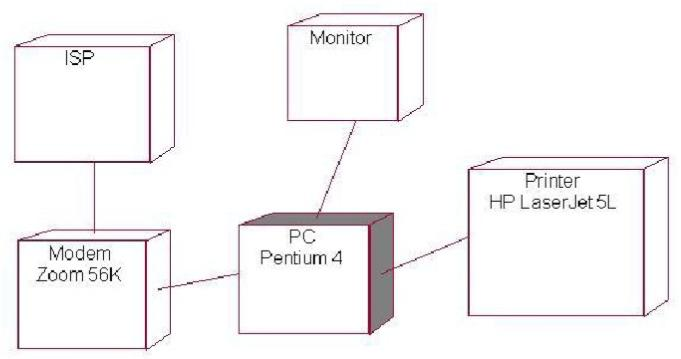 ISP
Monitor
Printer
HP LaserJet 5L
PC
Pentium 4
Modem
Zoom 56K